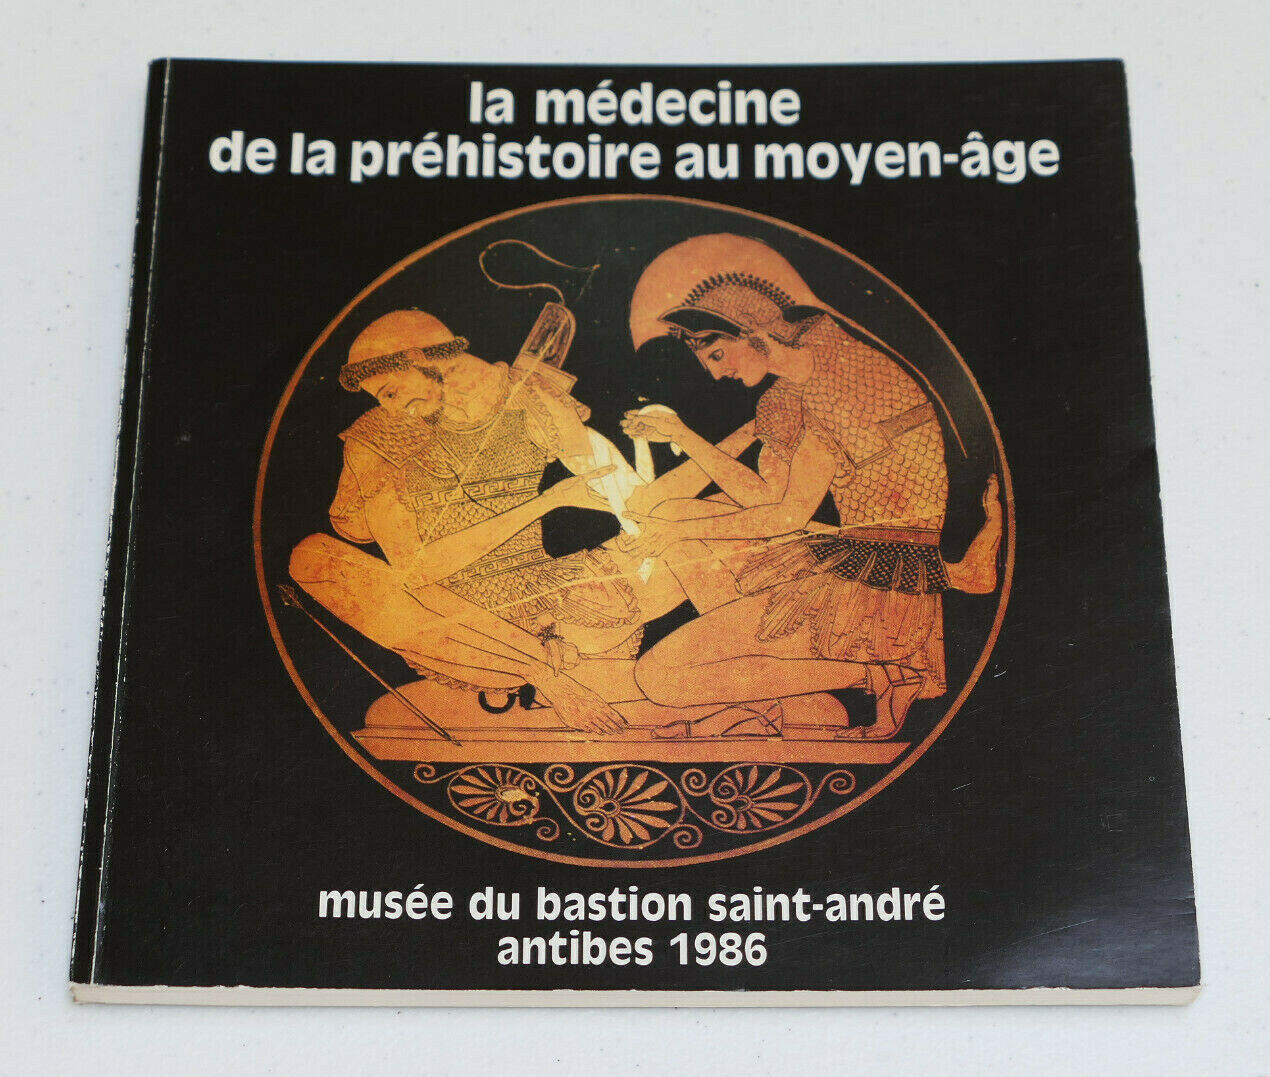 la médecine
de la préhistoire au moyen-âge
musée du bastion saint-andré
antibes 1986